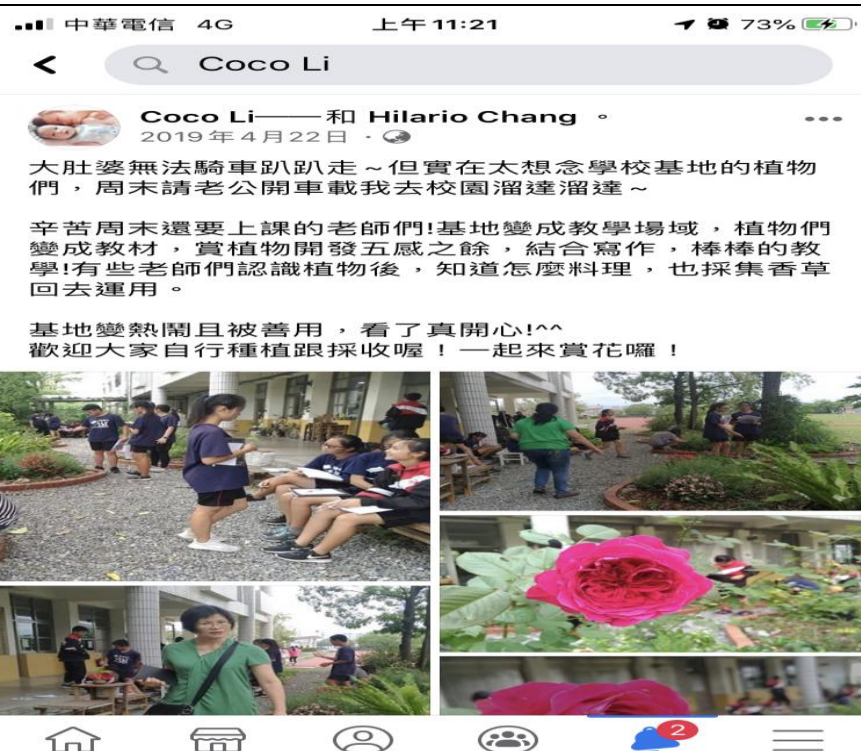 中華電信 4G 上午11:21 73%
Coco Li
Coco Li——和 Hilario Chang。
2019年4月22日 ·
大肚婆無法騎車趴趴走~但實在太想念學校基地的植物
們，周末請老公開車載我去校園溜達溜達~
辛苦周末還要上課的老師們!基地變成教學場域，植物們
變成教材，賞植物開發五感之餘，結合寫作，棒棒的教
學!有些老師們認識植物後，知道怎麼料理，也採集香草
回去運用。
基地變熱鬧且被善用，看了真開心!^^
歡迎大家自行種植跟採收喔！一起來賞花囉！
2